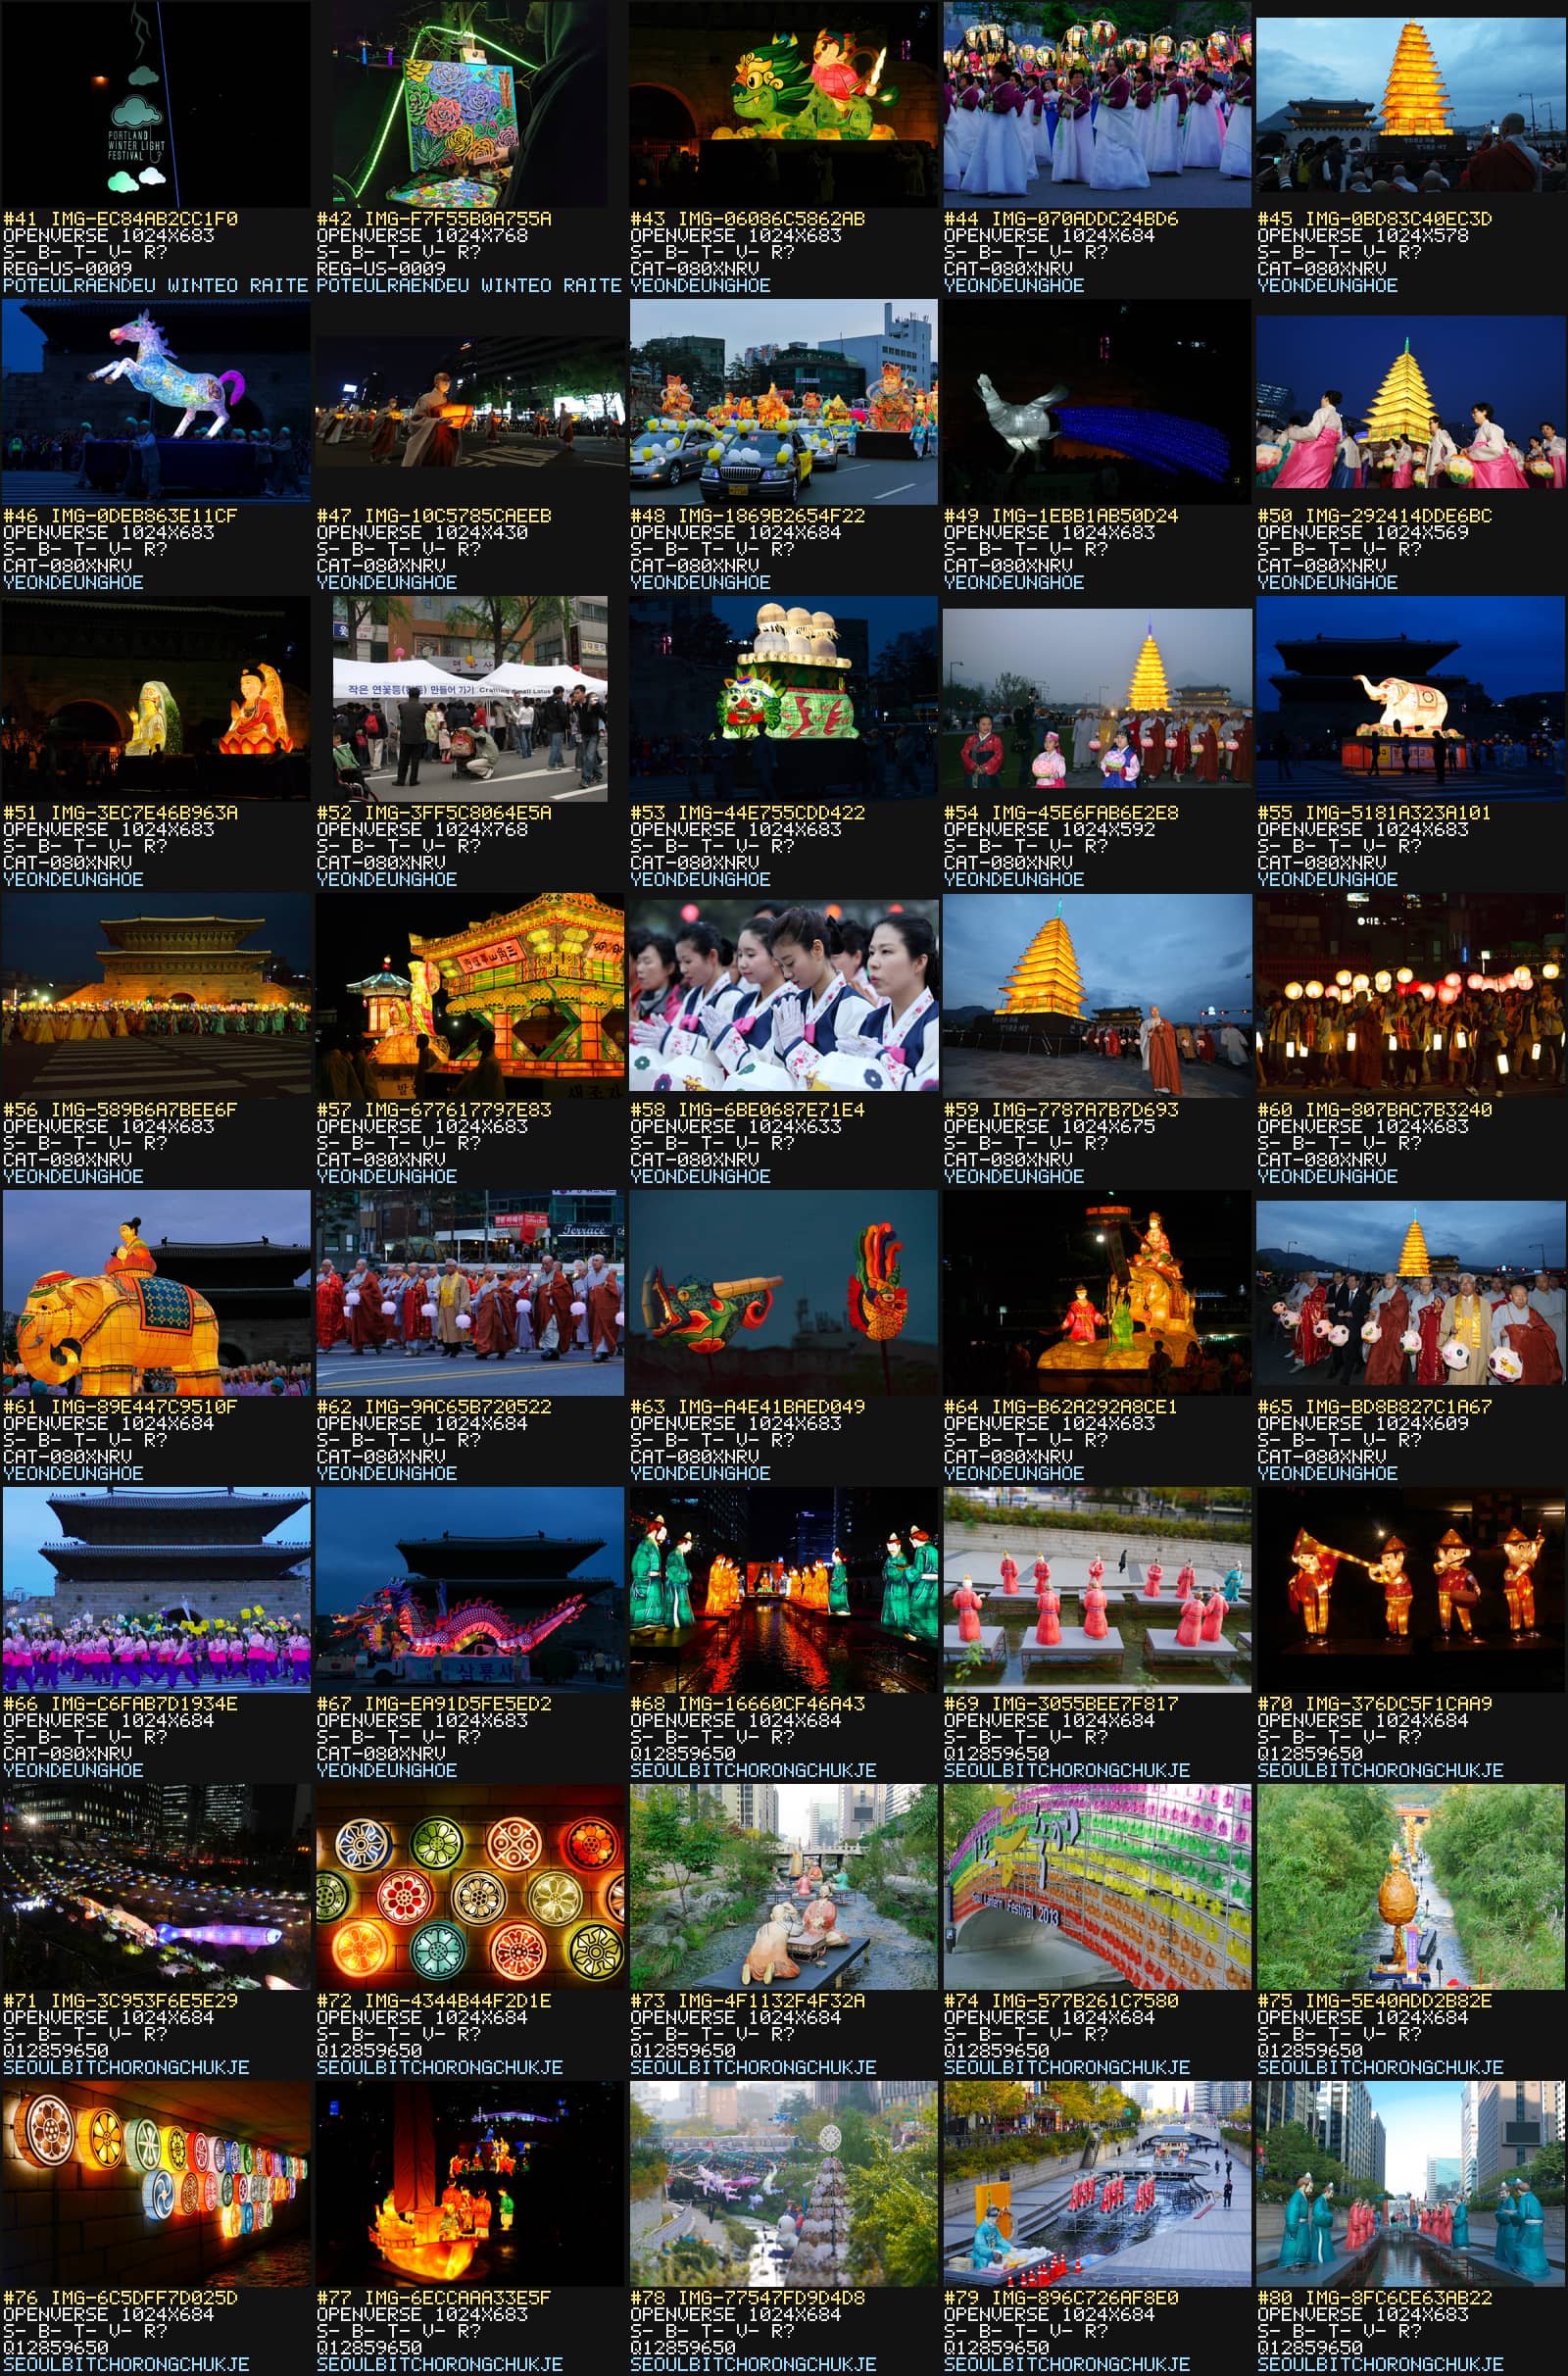 PORTLAND
WINTER LIGHT
FESTIVAL
#41 IMG-EC84AB2CC1F0
OPENVERSE 1024X683
S- B- T- V- R?
REG-US-0009
POTEULRAENDEU WINTEO RAITE
#42 IMG-F7F55B0A755A
OPENVERSE 1024X768
S- B- T- V- R?
REG-US-0009
POTEULRAENDEU WINTEO RAITE
#43 IMG-06086C5862AB
OPENVERSE 1024X683
S- B- T- V- R?
CAT-080XNRV
YEONDEUNGHOE
#44 IMG-070ADDC24BD6
OPENVERSE 1024X684
S- B- T- V- R?
CAT-080XNRV
YEONDEUNGHOE
#45 IMG-0BD83C40EC3D
OPENVERSE 1024X578
S- B- T- V- R?
CAT-080XNRV
YEONDEUNGHOE
#46 IMG-0DEB863E11CF
OPENVERSE 1024X683
S- B- T- V- R?
CAT-080XNRV
YEONDEUNGHOE
#47 IMG-10C5785CAEEB
OPENVERSE 1024X430
S- B- T- V- R?
CAT-080XNRV
YEONDEUNGHOE
#48 IMG-1869B2654F22
OPENVERSE 1024X684
S- B- T- V- R?
CAT-080XNRV
YEONDEUNGHOE
#49 IMG-1EBB1AB50D24
OPENVERSE 1024X683
S- B- T- V- R?
CAT-080XNRV
YEONDEUNGHOE
#50 IMG-292414DDE6BC
OPENVERSE 1024X569
S- B- T- V- R?
CAT-080XNRV
YEONDEUNGHOE
#51 IMG-3EC7E46B963A
OPENVERSE 1024X683
S- B- T- V- R?
CAT-080XNRV
YEONDEUNGHOE
작은 연꽃등 만들어 가기 Crafting Small Lotus
#52 IMG-3FF5C8064E5A
OPENVERSE 1024X768
S- B- T- V- R?
CAT-080XNRV
YEONDEUNGHOE
#53 IMG-44E755CDD422
OPENVERSE 1024X683
S- B- T- V- R?
CAT-080XNRV
YEONDEUNGHOE
#54 IMG-45E6FAB6E2E8
OPENVERSE 1024X592
S- B- T- V- R?
CAT-080XNRV
YEONDEUNGHOE
#55 IMG-5181A323A101
OPENVERSE 1024X683
S- B- T- V- R?
CAT-080XNRV
YEONDEUNGHOE
#56 IMG-589B6A7BEE6F
OPENVERSE 1024X683
S- B- T- V- R?
CAT-080XNRV
YEONDEUNGHOE
#57 IMG-677617797E83
OPENVERSE 1024X683
S- B- T- V- R?
CAT-080XNRV
YEONDEUNGHOE
#58 IMG-6BE0687E71E4
OPENVERSE 1024X633
S- B- T- V- R?
CAT-080XNRV
YEONDEUNGHOE
#59 IMG-7787A7B7D693
OPENVERSE 1024X675
S- B- T- V- R?
CAT-080XNRV
YEONDEUNGHOE
#60 IMG-807BAC7B3240
OPENVERSE 1024X683
S- B- T- V- R?
CAT-080XNRV
YEONDEUNGHOE
#61 IMG-89E447C9510F
OPENVERSE 1024X684
S- B- T- V- R?
CAT-080XNRV
YEONDEUNGHOE
Terrace
#62 IMG-9AC65B720522
OPENVERSE 1024X684
S- B- T- V- R?
CAT-080XNRV
YEONDEUNGHOE
#63 IMG-A4E41BAED049
OPENVERSE 1024X683
S- B- T- V- R?
CAT-080XNRV
YEONDEUNGHOE
#64 IMG-B62A292A8CE1
OPENVERSE 1024X683
S- B- T- V- R?
CAT-080XNRV
YEONDEUNGHOE
#65 IMG-BD8B827C1A67
OPENVERSE 1024X609
S- B- T- V- R?
CAT-080XNRV
YEONDEUNGHOE
#66 IMG-C6FAB7D1934E
OPENVERSE 1024X684
S- B- T- V- R?
CAT-080XNRV
YEONDEUNGHOE
삼룡사
#67 IMG-EA91D5FE5ED2
OPENVERSE 1024X683
S- B- T- V- R?
CAT-080XNRV
YEONDEUNGHOE
#68 IMG-16660CF46A43
OPENVERSE 1024X684
S- B- T- V- R?
Q12859650
SEOULBITCHORONGCHUKJE
#69 IMG-3055BEE7F817
OPENVERSE 1024X684
S- B- T- V- R?
Q12859650
SEOULBITCHORONGCHUKJE
#70 IMG-376DC5F1CAA9
OPENVERSE 1024X684
S- B- T- V- R?
Q12859650
SEOULBITCHORONGCHUKJE
#71 IMG-3C953F6E5E29
OPENVERSE 1024X684
S- B- T- V- R?
Q12859650
SEOULBITCHORONGCHUKJE
#72 IMG-4344B44F2D1E
OPENVERSE 1024X684
S- B- T- V- R?
Q12859650
SEOULBITCHORONGCHUKJE
#73 IMG-4F1132F4F32A
OPENVERSE 1024X684
S- B- T- V- R?
Q12859650
SEOULBITCHORONGCHUKJE
Seoul Lantern Festival 2013
#74 IMG-577B261C7580
OPENVERSE 1024X684
S- B- T- V- R?
Q12859650
SEOULBITCHORONGCHUKJE
#75 IMG-5E40ADD2B82E
OPENVERSE 1024X684
S- B- T- V- R?
Q12859650
SEOULBITCHORONGCHUKJE
#76 IMG-6C5DFF7D025D
OPENVERSE 1024X684
S- B- T- V- R?
Q12859650
SEOULBITCHORONGCHUKJE
#77 IMG-6ECCAAA33E5F
OPENVERSE 1024X683
S- B- T- V- R?
Q12859650
SEOULBITCHORONGCHUKJE
#78 IMG-77547FD9D4D8
OPENVERSE 1024X684
S- B- T- V- R?
Q12859650
SEOULBITCHORONGCHUKJE
#79 IMG-896C726AF8E0
OPENVERSE 1024X684
S- B- T- V- R?
Q12859650
SEOULBITCHORONGCHUKJE
#80 IMG-8FC6CE63AB22
OPENVERSE 1024X683
S- B- T- V- R?
Q12859650
SEOULBITCHORONGCHUKJE